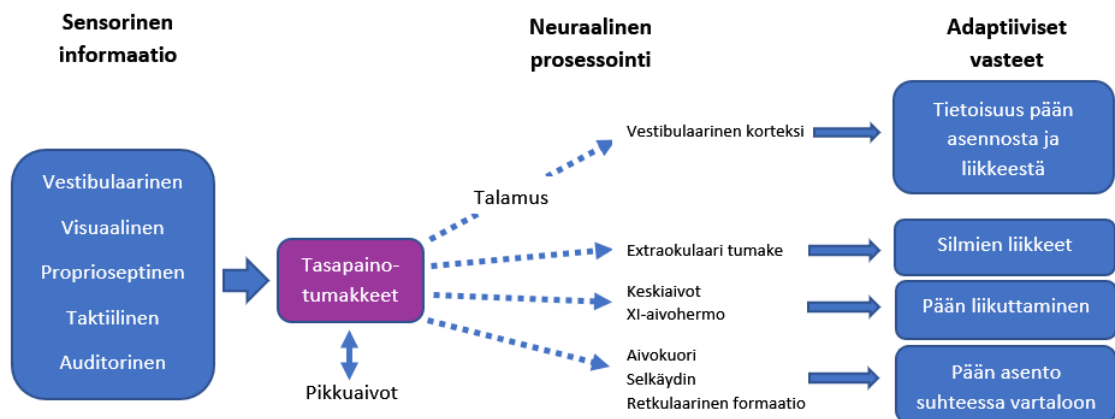 Sensorinen
informaatio
Neuraalinen
prosessointi
Adaptiiviset
vasteet
Vestibulaarinen
Visuaalinen
Proprioseptinen
Taktiilinen
Auditorinen
Tasapaino-
tumakkeet
Pikkuaivot
Talamus
Vestibulaarinen korteksi
Tietoisuus pään
asennosta ja
liikkeestä
Extraokulaari tumake
Silmien liikkeet
Keskiaivot
XI-aivohermo
Pään liikuttaminen
Aivokuori
Selkäydin
Retkulaarinen formaatio
Pään asento
suhteessa vartaloon